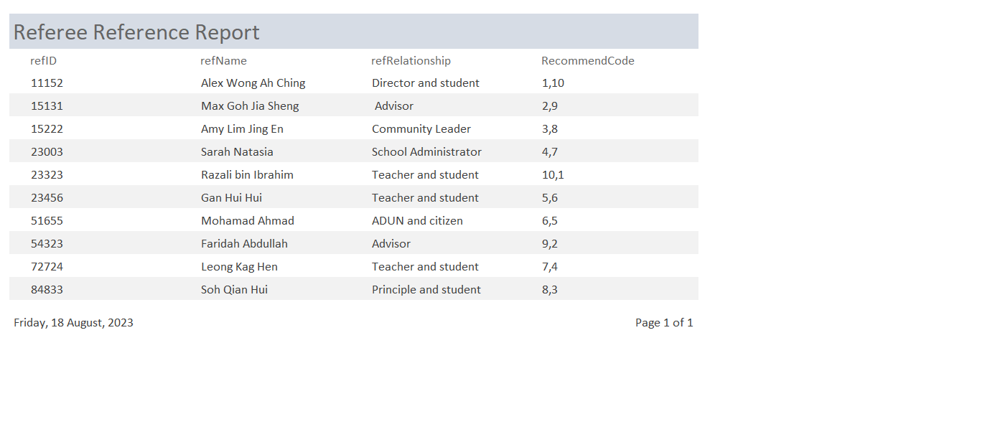 Referee Reference Report
refID refName refRelationship RecommendCode
11152 Alex Wong Ah Ching Director and student 1,10
15131 Max Goh Jia Sheng Advisor 2,9
15222 Amy Lim Jing En Community Leader 3,8
23003 Sarah Natasia School Administrator 4,7
23323 Razali bin Ibrahim Teacher and student 10,1
23456 Gan Hui Hui Teacher and student 5,6
51655 Mohamad Ahmad ADUN and citizen 6,5
54323 Faridah Abdullah Advisor 9,2
72724 Leong Kag Hen Teacher and student 7,4
84833 Soh Qian Hui Principle and student 8,3
Friday, 18 August, 2023 Page 1 of 1